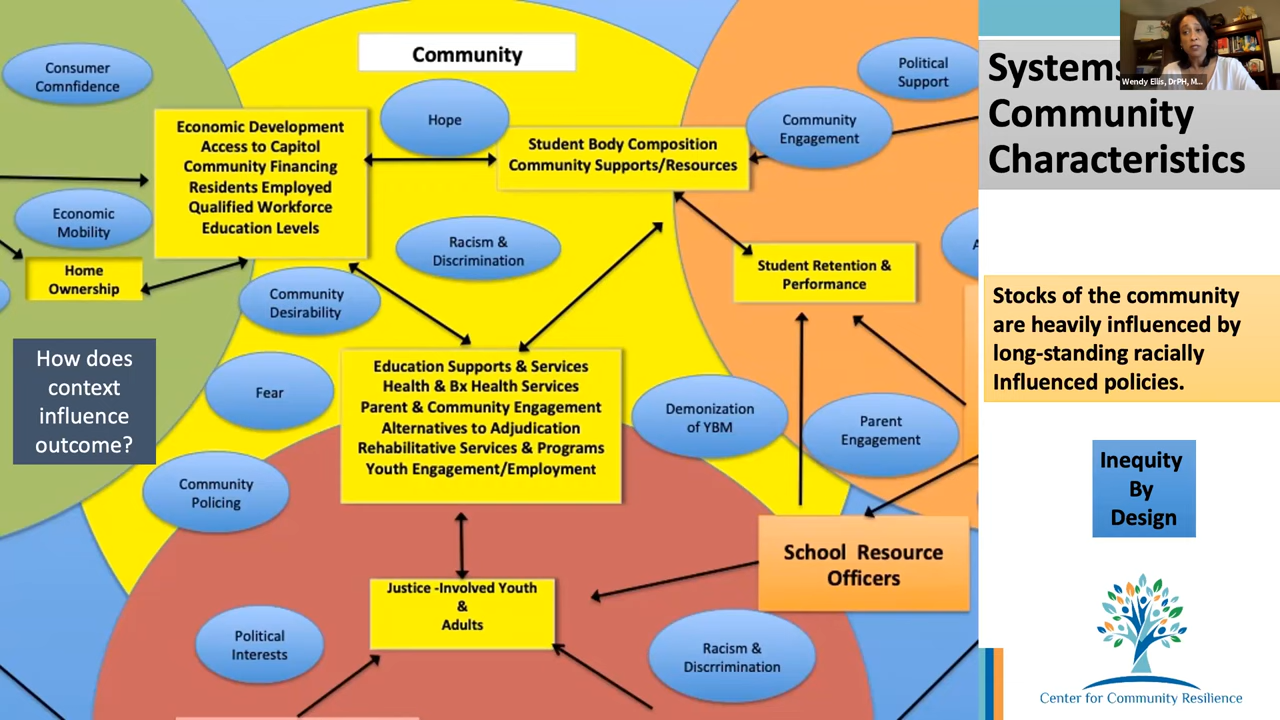 Community
Consumer
Comnfidence
Political
Support
Hope
Community
Engagement
Economic Development
Access to Capitol
Community Financing
Residents Employed
Qualified Workforce
Education Levels
Student Body Composition
Community Supports/Resources
Economic
Mobility
Racism &
Discrimination
Home
Ownership
Student Retention &
Performance
Community
Desirability
How does
context
influence
outcome?
Fear
Education Supports & Services
Health & Bx Health Services
Parent & Community Engagement
Alternatives to Adjudication
Rehabilitative Services & Programs
Youth Engagement/Employment
Demonization
of YBM
Parent
Engagement
Community
Policing
School Resource
Officers
Justice -Involved Youth
&
Adults
Political
Interests
Racism &
Discrrimination
Systems
Community
Characteristics
Wendy Ellis, DrPH, M...
Stocks of the community
are heavily influenced by
long-standing racially
Influenced policies.
Inequity
By
Design
Center for Community Resilience